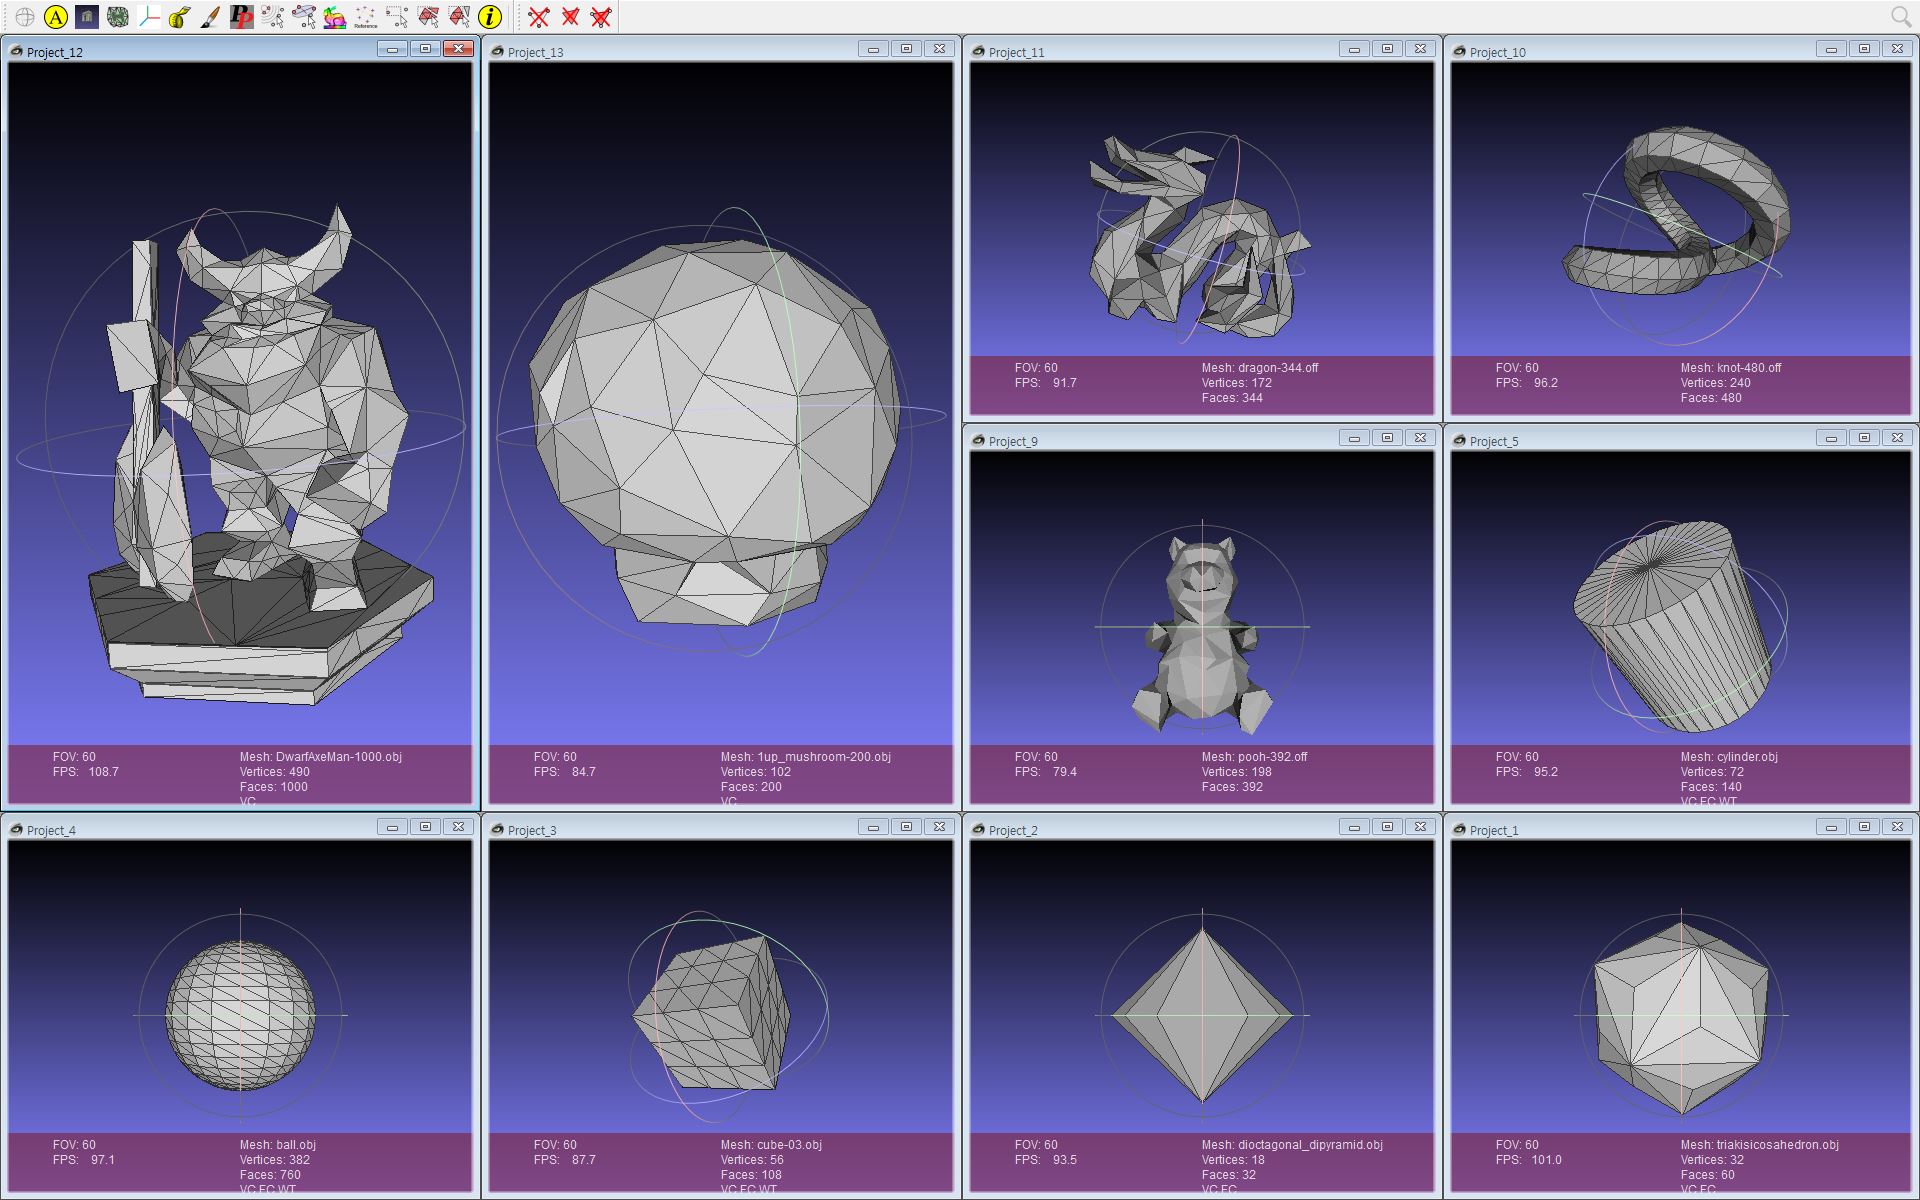 A
PP
Reference
i
Project_12
FOV: 60
FPS: 108.7
Mesh: DwarfAxeMan-1000.obj
Vertices: 490
Faces: 1000
VC
Project_13
FOV: 60
FPS: 84.7
Mesh: 1up_mushroom-200.obj
Vertices: 102
Faces: 200
VC
Project_11
FOV: 60
FPS: 91.7
Mesh: dragon-344.off
Vertices: 172
Faces: 344
Project_10
FOV: 60
FPS: 96.2
Mesh: knot-480.off
Vertices: 240
Faces: 480
Project_9
FOV: 60
FPS: 79.4
Mesh: pooh-392.off
Vertices: 198
Faces: 392
Project_5
FOV: 60
FPS: 95.2
Mesh: cylinder.obj
Vertices: 72
Faces: 140
VC FC WT
Project_4
FOV: 60
FPS: 97.1
Mesh: ball.obj
Vertices: 382
Faces: 760
VC FC WT
Project_3
FOV: 60
FPS: 87.7
Mesh: cube-03.obj
Vertices: 56
Faces: 108
VC FC WT
Project_2
FOV: 60
FPS: 93.5
Mesh: dioctagonal_dipyramid.obj
Vertices: 18
Faces: 32
VC FC
Project_1
FOV: 60
FPS: 101.0
Mesh: triakisicosahedron.obj
Vertices: 32
Faces: 60
VC FC